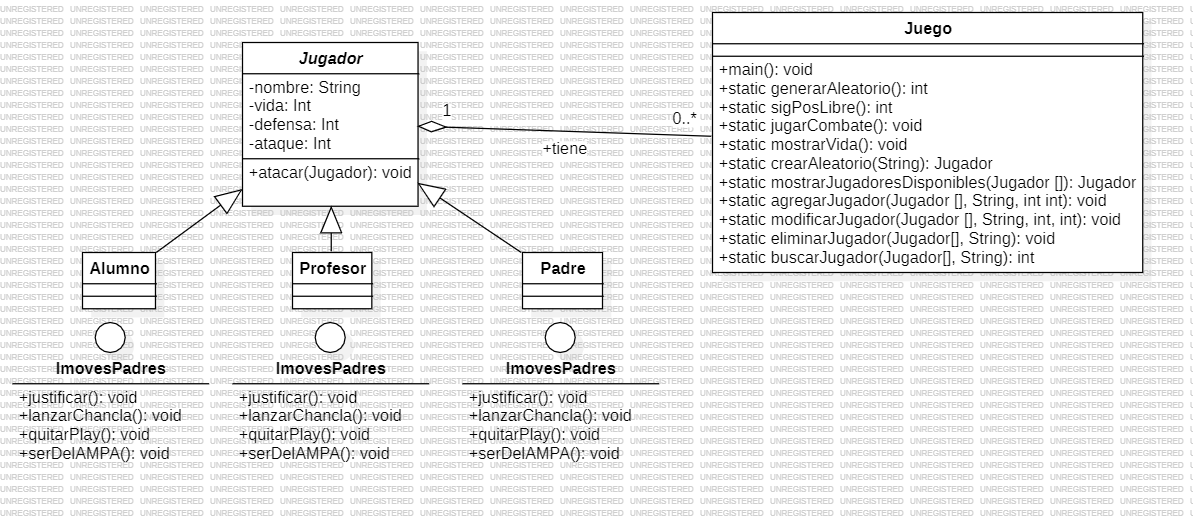 Jugador
-nombre: String
-vida: Int
-defensa: Int
-ataque: Int
+atacar(Jugador): void
1
0..*
+tiene
Juego
+main(): void
+static generarAleatorio(): int
+static sigPosLibre(): int
+static jugarCombate(): void
+static mostrarVida(): void
+static crearAleatorio(String): Jugador
+static mostrarJugadoresDisponibles(Jugador []): Jugador
+static agregarJugador(Jugador [], String, int int): void
+static modificarJugador(Jugador [], String, int, int): void
+static eliminarJugador(Jugador[], String): void
+static buscarJugador(Jugador[], String): int
Alumno
Profesor
Padre
ImovesPadres
+justificar(): void
+lanzarChancla(): void
+quitarPlay(): void
+serDelAMPA(): void
ImovesPadres
+justificar(): void
+lanzarChancla(): void
+quitarPlay(): void
+serDelAMPA(): void
ImovesPadres
+justificar(): void
+lanzarChancla(): void
+quitarPlay(): void
+serDelAMPA(): void
UNREGISTERED